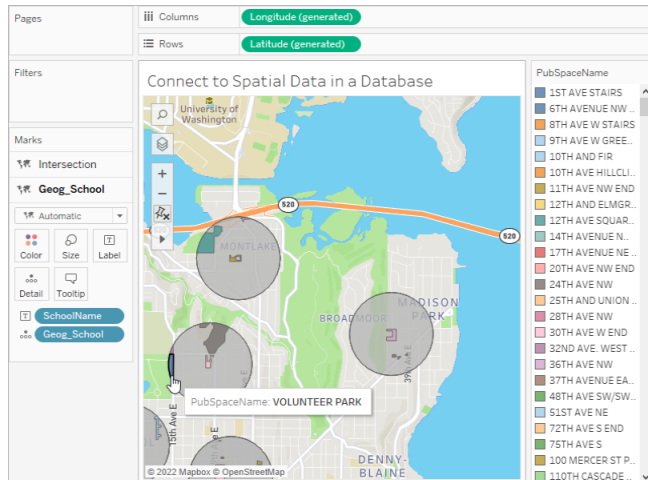 Pages
Columns
Longitude (generated)
Rows
Latitude (generated)
Filters
Marks
Intersection
Geog_School
Automatic
Color
Size
Label
Detail
Tooltip
SchoolName
Geog_School
Connect to Spatial Data in a Database
University of
Washington
520
520
MONTLAKE
BROADMOOR
MADISON
PARK
39th Ave E
15th Ave E
PubSpaceName: VOLUNTEER PARK
DENNY-
BLAINE
© 2022 Mapbox © OpenStreetMap
PubSpaceName
1ST AVE STAIRS
6TH AVENUE NW ..
8TH AVE W STAIRS
9TH AVE W GREE..
10TH AND FIR
10TH AVE HILLCLI..
11TH AVE NW END
12TH AND ELMGR..
12TH AVE SQUAR..
14TH AVENUE N..
17TH AVENUE NE ..
20TH AVE NW END
24TH AVE NW
25TH AND UNION ..
28TH AVE NW
30TH AVE W END
32ND AVE. WEST ..
36TH AVE NW
37TH AVENUE EA..
48TH AVE SW/SW..
51ST AVE NE
72TH AVE S END
75TH AVE S
100 MERCER ST P..
110TH CASCADE ..